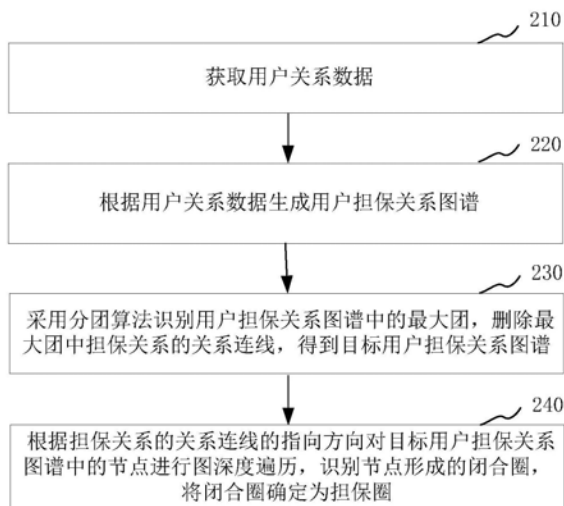 210
获取用户关系数据
220
根据用户关系数据生成用户担保关系图谱
230
采用分团算法识别用户担保关系图谱中的最大团，删除最
大团中担保关系的关系连线，得到目标用户担保关系图谱
240
根据担保关系的关系连线的指向方向对目标用户担保关系
图谱中的节点进行图深度遍历，识别节点形成的闭合圈，
将闭合圈确定为担保圈